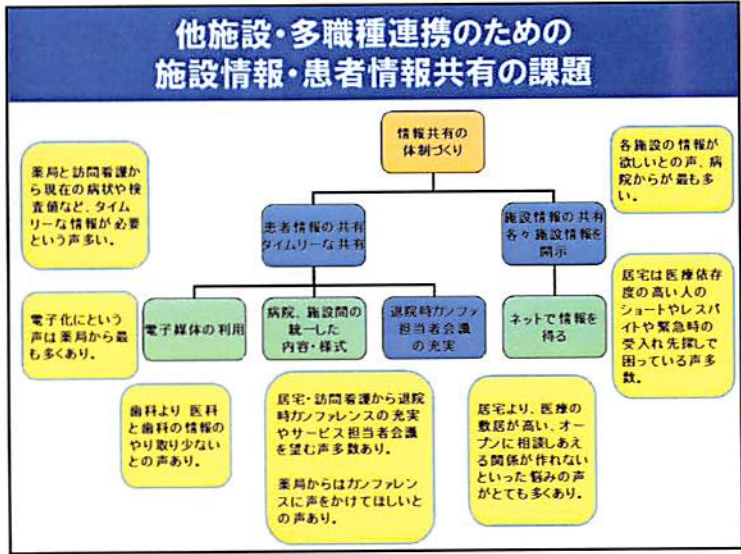 他施設・多職種連携のための
施設情報・患者情報共有の課題
情報共有の
体制づくり
薬局と訪問看護か
ら現在の病状や検
査値など、タイム
リーな情報が必要
という声多い。
各施設の情報が
欲しいとの声、病
院からが最も多
い。
患者情報の共有
タイムリーな共有
施設情報の共有
各々施設情報を
開示
電子化にという
声は薬局から最
も多くあり。
電子媒体の利用
病院、施設間の
統一した
内容・様式
退院時カンファ
担当者会議
の充実
ネットで情報を
得る
居宅は医療依存
度の高い人の
ショートやレスパ
イトや緊急時の
受入れ先探しで
困っている声多
数。
歯科より 医科
と歯科の情報の
やり取り少ない
との声あり。
居宅・訪問看護から退院
時カンファレンスの充実
やサービス担当者会議
を望む声多数あり。
薬局からはカンファレン
スに声をかけてほしいと
の声あり。
居宅より、医療の
敷居が高い、オー
プンに相談しあえ
る関係が作れない
といった悩みの声
がとても多くあり。